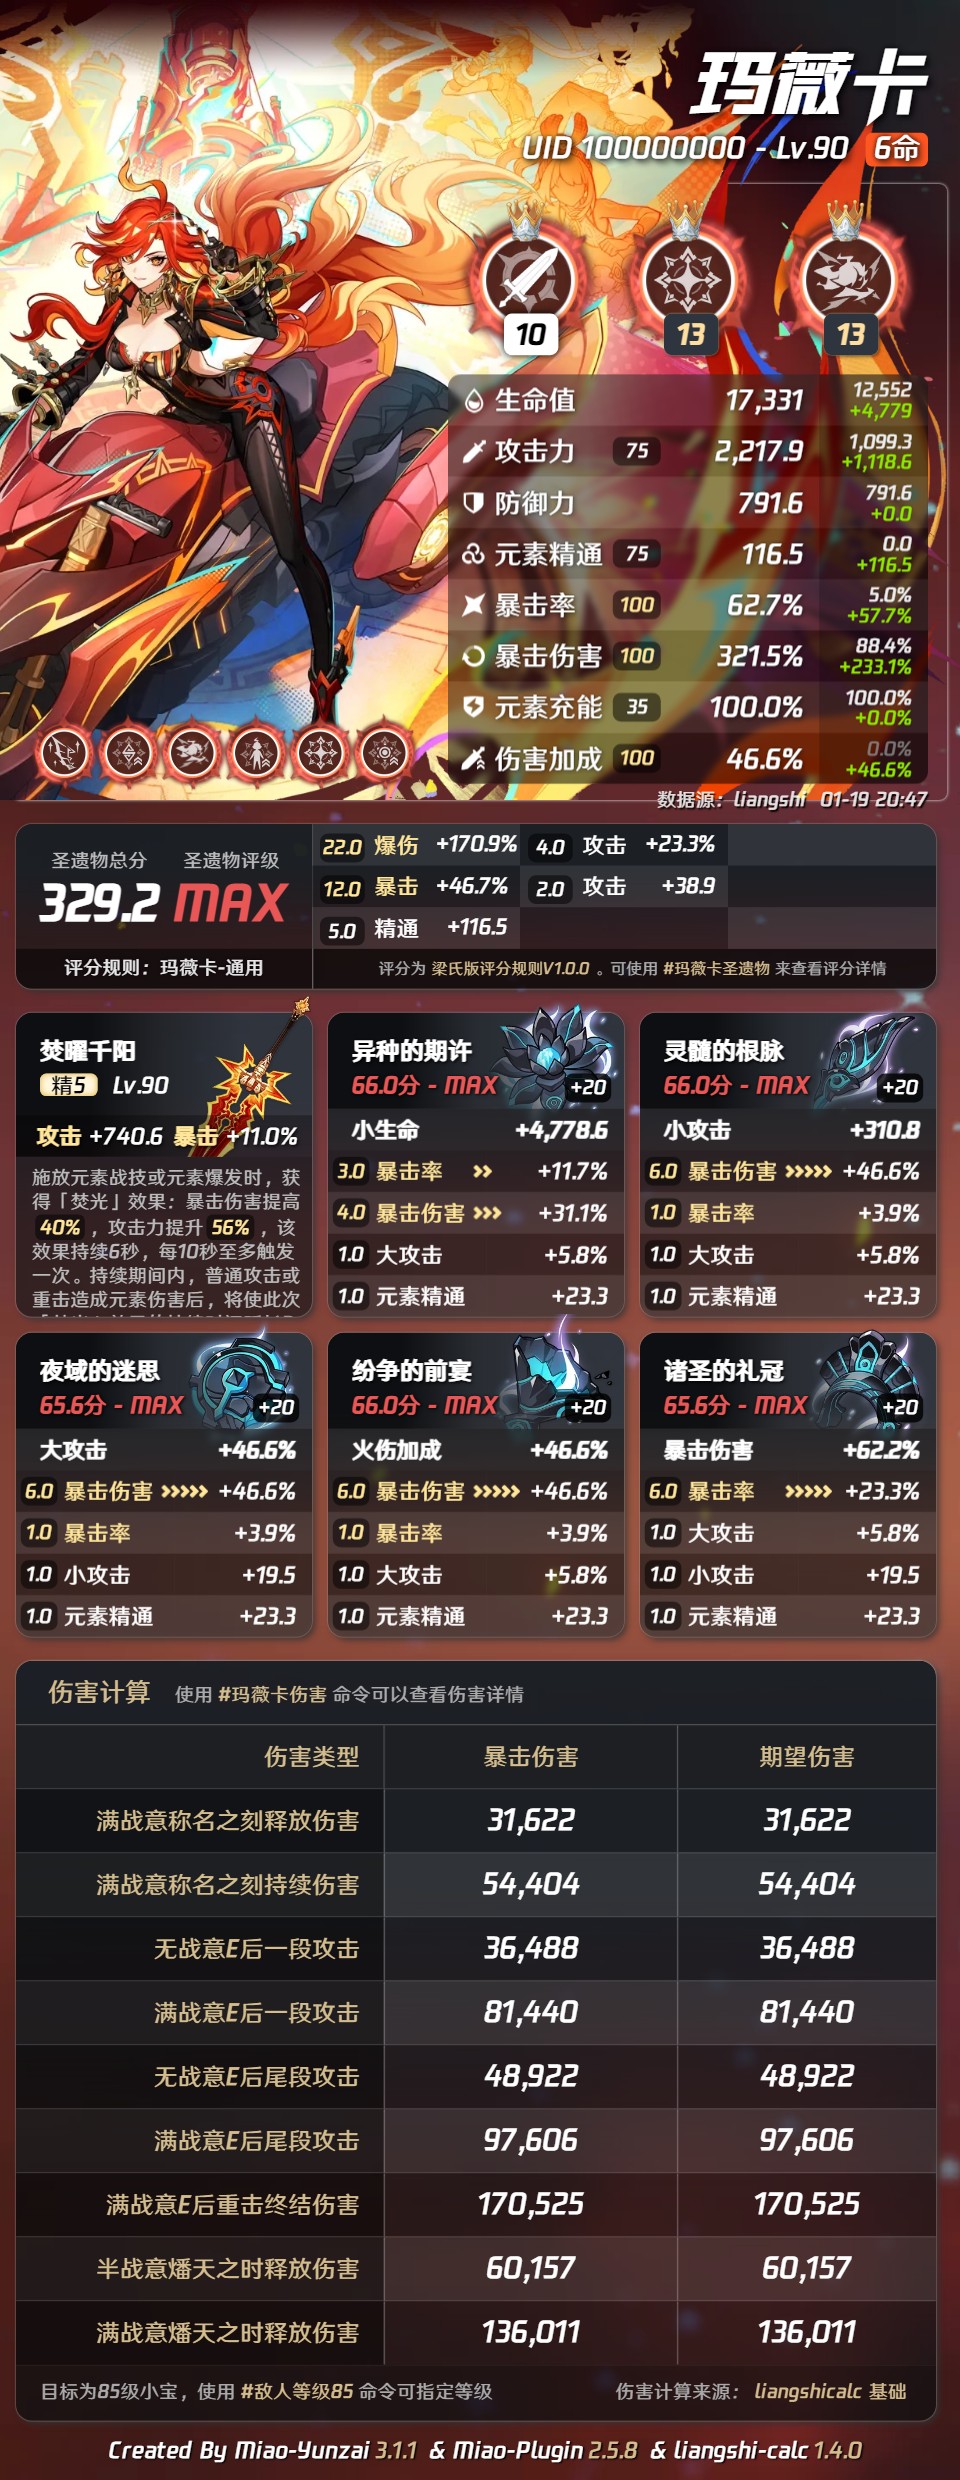 玛薇卡
UID 100000000 - Lv.90 6命
10 13 13
生命值 17,331 12,552 +4,779
攻击力 75 2,217.9 1,099.3 +1,118.6
防御力 791.6 791.6 +0.0
元素精通 75 116.5 0.0 +116.5
暴击率 100 62.7% 5.0% +57.7%
暴击伤害 100 321.5% 88.4% +233.1%
元素充能 35 100.0% 100.0% +0.0%
伤害加成 100 46.6% 0.0% +46.6%
数据源：liangshi 01-19 20:47
圣遗物总分 圣遗物评级
329.2 MAX
评分规则：玛薇卡-通用
22.0 爆伤 +170.9% 4.0 攻击 +23.3%
12.0 暴击 +46.7% 2.0 攻击 +38.9
5.0 精通 +116.5
评分为 梁氏版评分规则V1.0.0 。可使用 #玛薇卡圣遗物 来查看评分详情
焚曜千阳
精5 Lv.90
攻击 +740.6 暴击 +11.0%
施放元素战技或元素爆发时，获
得「焚光」效果：暴击伤害提高
40% ，攻击力提升 56% ，该
效果持续6秒，每10秒至多触发
一次。持续期间内，普通攻击或
重击造成元素伤害后，将使此次
异种的期许
66.0分 - MAX +20
小生命 +4,778.6
3.0 暴击率 +11.7%
4.0 暴击伤害 +31.1%
1.0 大攻击 +5.8%
1.0 元素精通 +23.3
灵髓的根脉
66.0分 - MAX +20
小攻击 +310.8
6.0 暴击伤害 +46.6%
1.0 暴击率 +3.9%
1.0 大攻击 +5.8%
1.0 元素精通 +23.3
夜域的迷思
65.6分 - MAX +20
大攻击 +46.6%
6.0 暴击伤害 +46.6%
1.0 暴击率 +3.9%
1.0 小攻击 +19.5
1.0 元素精通 +23.3
纷争的前宴
66.0分 - MAX +20
火伤加成 +46.6%
6.0 暴击伤害 +46.6%
1.0 暴击率 +3.9%
1.0 大攻击 +5.8%
1.0 元素精通 +23.3
诸圣的礼冠
65.6分 - MAX +20
暴击伤害 +62.2%
6.0 暴击率 +23.3%
1.0 大攻击 +5.8%
1.0 小攻击 +19.5
1.0 元素精通 +23.3
伤害计算 使用 #玛薇卡伤害 命令可以查看伤害详情
伤害类型 暴击伤害 期望伤害
满战意称名之刻释放伤害 31,622 31,622
满战意称名之刻持续伤害 54,404 54,404
无战意E后一段攻击 36,488 36,488
满战意E后一段攻击 81,440 81,440
无战意E后尾段攻击 48,922 48,922
满战意E后尾段攻击 97,606 97,606
满战意E后重击终结伤害 170,525 170,525
半战意燔天之时释放伤害 60,157 60,157
满战意燔天之时释放伤害 136,011 136,011
目标为85级小宝，使用 #敌人等级85 命令可指定等级 伤害计算来源： liangshicalc 基础
Created By Miao-Yunzai 3.1.1 & Miao-Plugin 2.5.8 & liangshi-calc 1.4.0